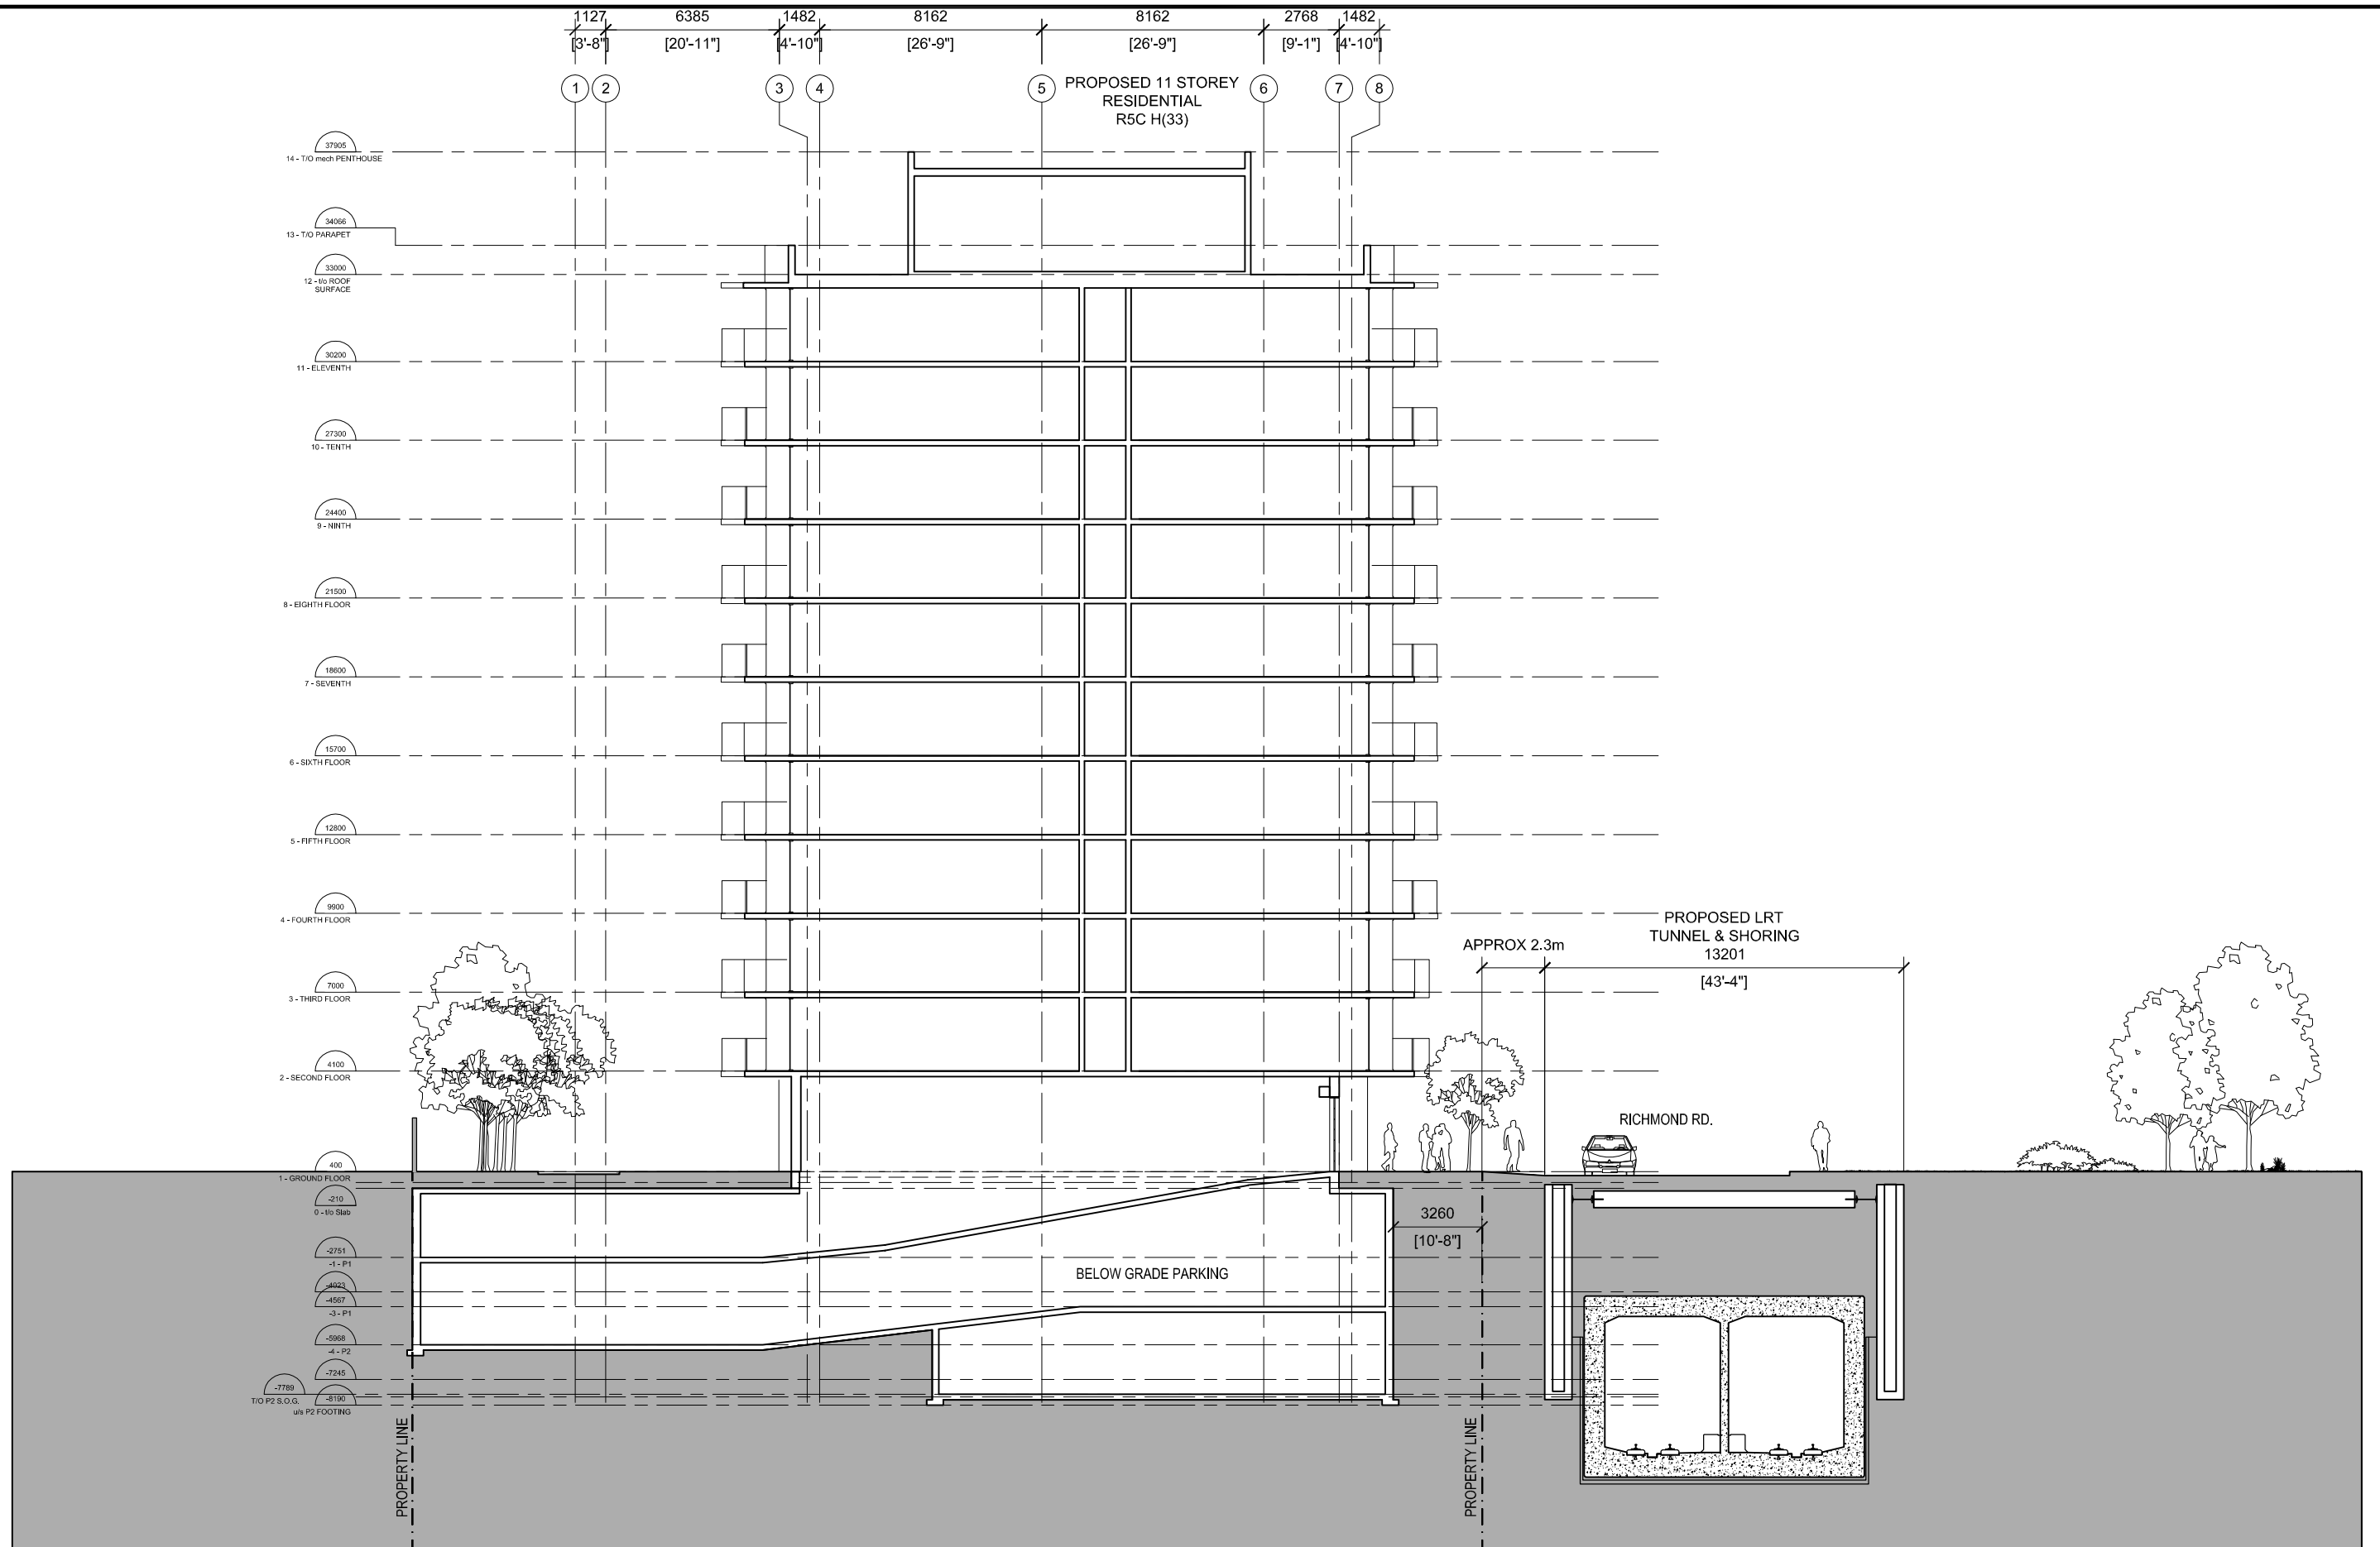 1127 6385 1482 8162 8162 2768 1482
[3'-8"] [20'-11"] [4'-10"] [26'-9"] [26'-9"] [9'-1"] [4'-10"]
1 2 3 4 5 6 7 8
PROPOSED 11 STOREY
RESIDENTIAL
R5C H(33)
37905
14 - T/O mech PENTHOUSE
34066
13 - T/O PARAPET
33000
12 - t/o ROOF
SURFACE
30200
11 - ELEVENTH
27300
10 - TENTH
24400
9 - NINTH
21500
8 - EIGHTH FLOOR
18600
7 - SEVENTH
15700
6 - SIXTH FLOOR
12800
5 - FIFTH FLOOR
9900
4 - FOURTH FLOOR
PROPOSED LRT
TUNNEL & SHORING
13201
[43'-4"]
APPROX 2.3m
7000
3 - THIRD FLOOR
4100
2 - SECOND FLOOR
RICHMOND RD.
400
1 - GROUND FLOOR
-210
0 - t/o Slab
3260
[10'-8"]
-2751
-1 - P1
BELOW GRADE PARKING
-4023
-4567
-3 - P1
-5968
-4 - P2
-7245
-7789
T/O P2 S.O.G.
-8190
u/s P2 FOOTING
PROPERTY LINE
PROPERTY LINE